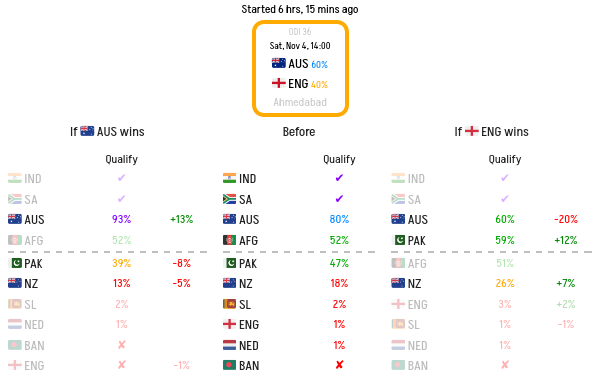 Started 6 hrs, 15 mins ago
ODI 36
Sat, Nov 4, 14:00
AUS 60%
ENG 40%
Ahmedabad
If AUS wins
Qualify
IND ✔
SA ✔
AUS 93% +13%
AFG 52%
PAK 39% -8%
NZ 13% -5%
SL 2%
NED 1%
BAN ✘
ENG ✘ -1%
Before
Qualify
IND ✔
SA ✔
AUS 80%
AFG 52%
PAK 47%
NZ 18%
SL 2%
ENG 1%
NED 1%
BAN ✘
If ENG wins
Qualify
IND ✔
SA ✔
AUS 60% -20%
PAK 59% +12%
AFG 51%
NZ 26% +7%
ENG 3% +2%
SL 1% -1%
NED 1%
BAN ✘